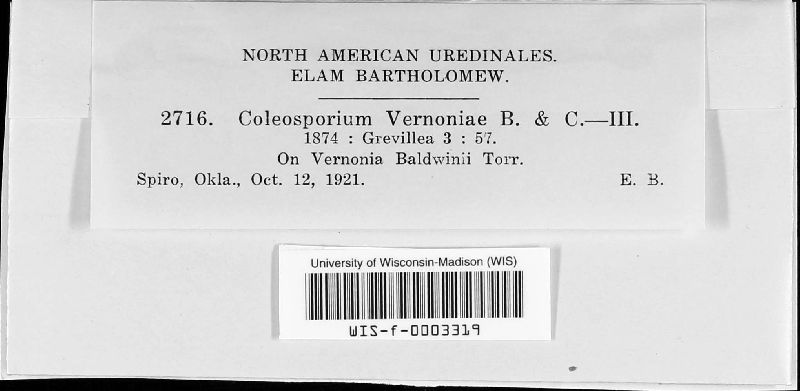 NORTH AMERICAN UREDINALES.
ELAM BARTHOLOMEW.
2716. Coleosporium Vernoniae B. & C.—III.
1874 : Grevillea 3 : 57.
On Vernonia Baldwinii Torr.
Spiro, Okla., Oct. 12, 1921. E. B.
University of Wisconsin-Madison (WIS)
WIS-f-0003319